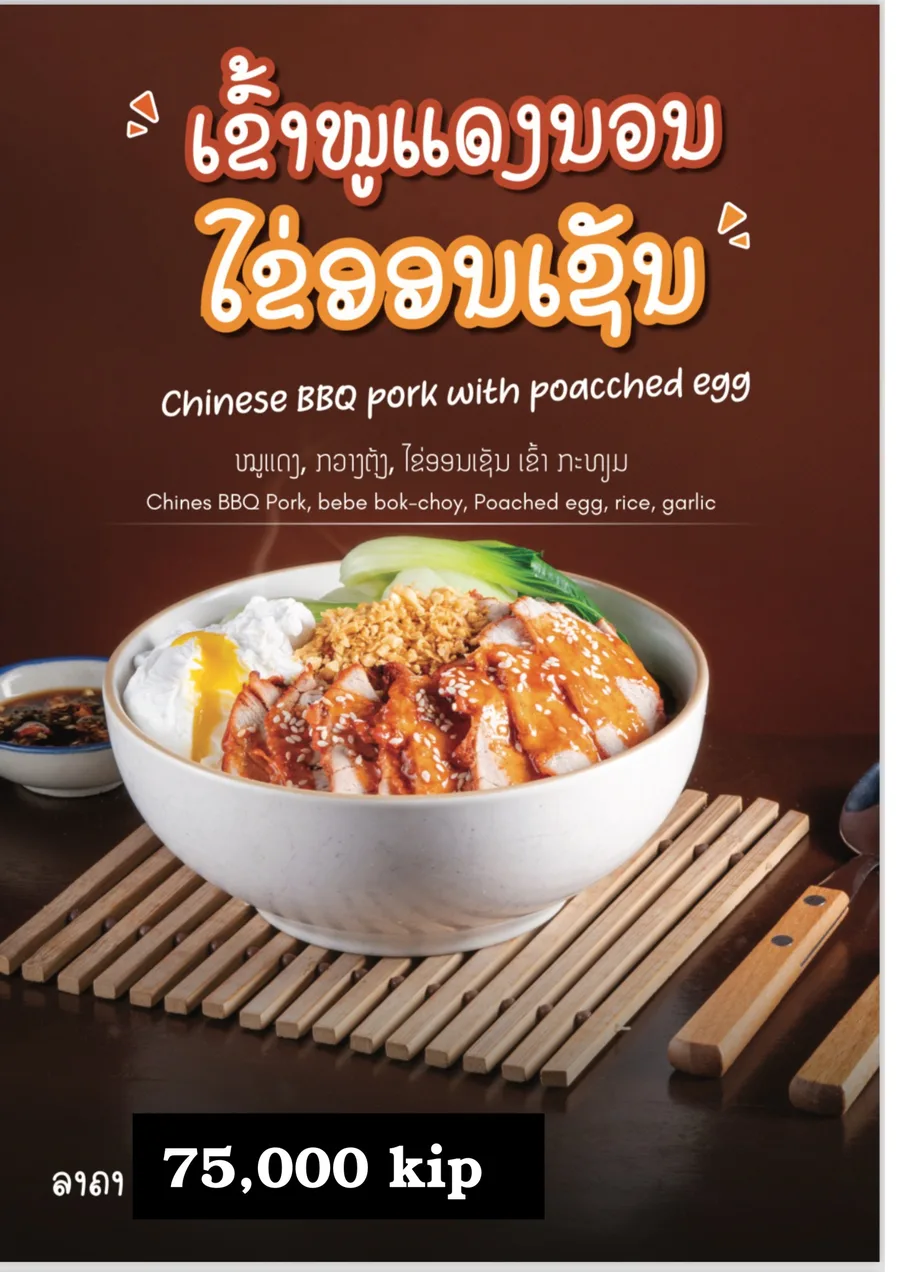 ເຂົ້າໝູແດງນອນ
ໄຂ່ອອນເຊັນ
Chinese BBQ pork with poacched egg
ໝູແດງ, ກວາງຕຸ້ງ, ໄຂ່ອອນເຊັນ ເຂົ້າ ກະທຽມ
Chines BBQ Pork, bebe bok-choy, Poached egg, rice, garlic
ລາຄາ 75,000 kip